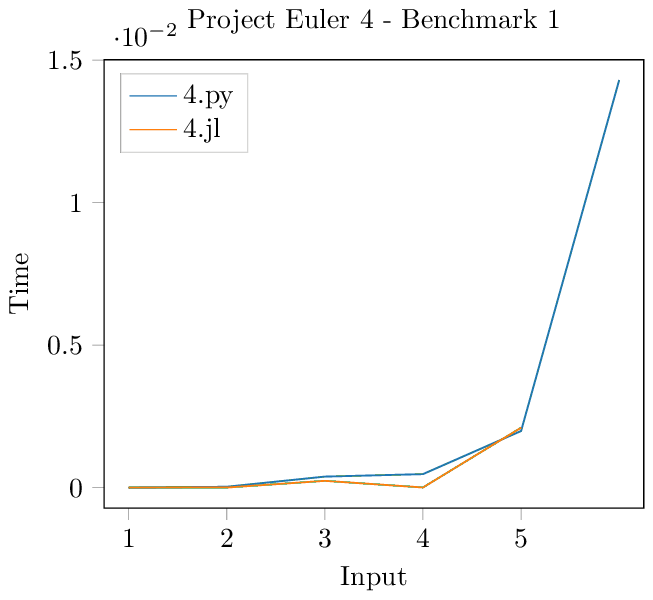 Project Euler 4 - Benchmark 1
·10−2
1.5
1
0.5
0
4.py
4.jl
Time
1 2 3 4 5
Input